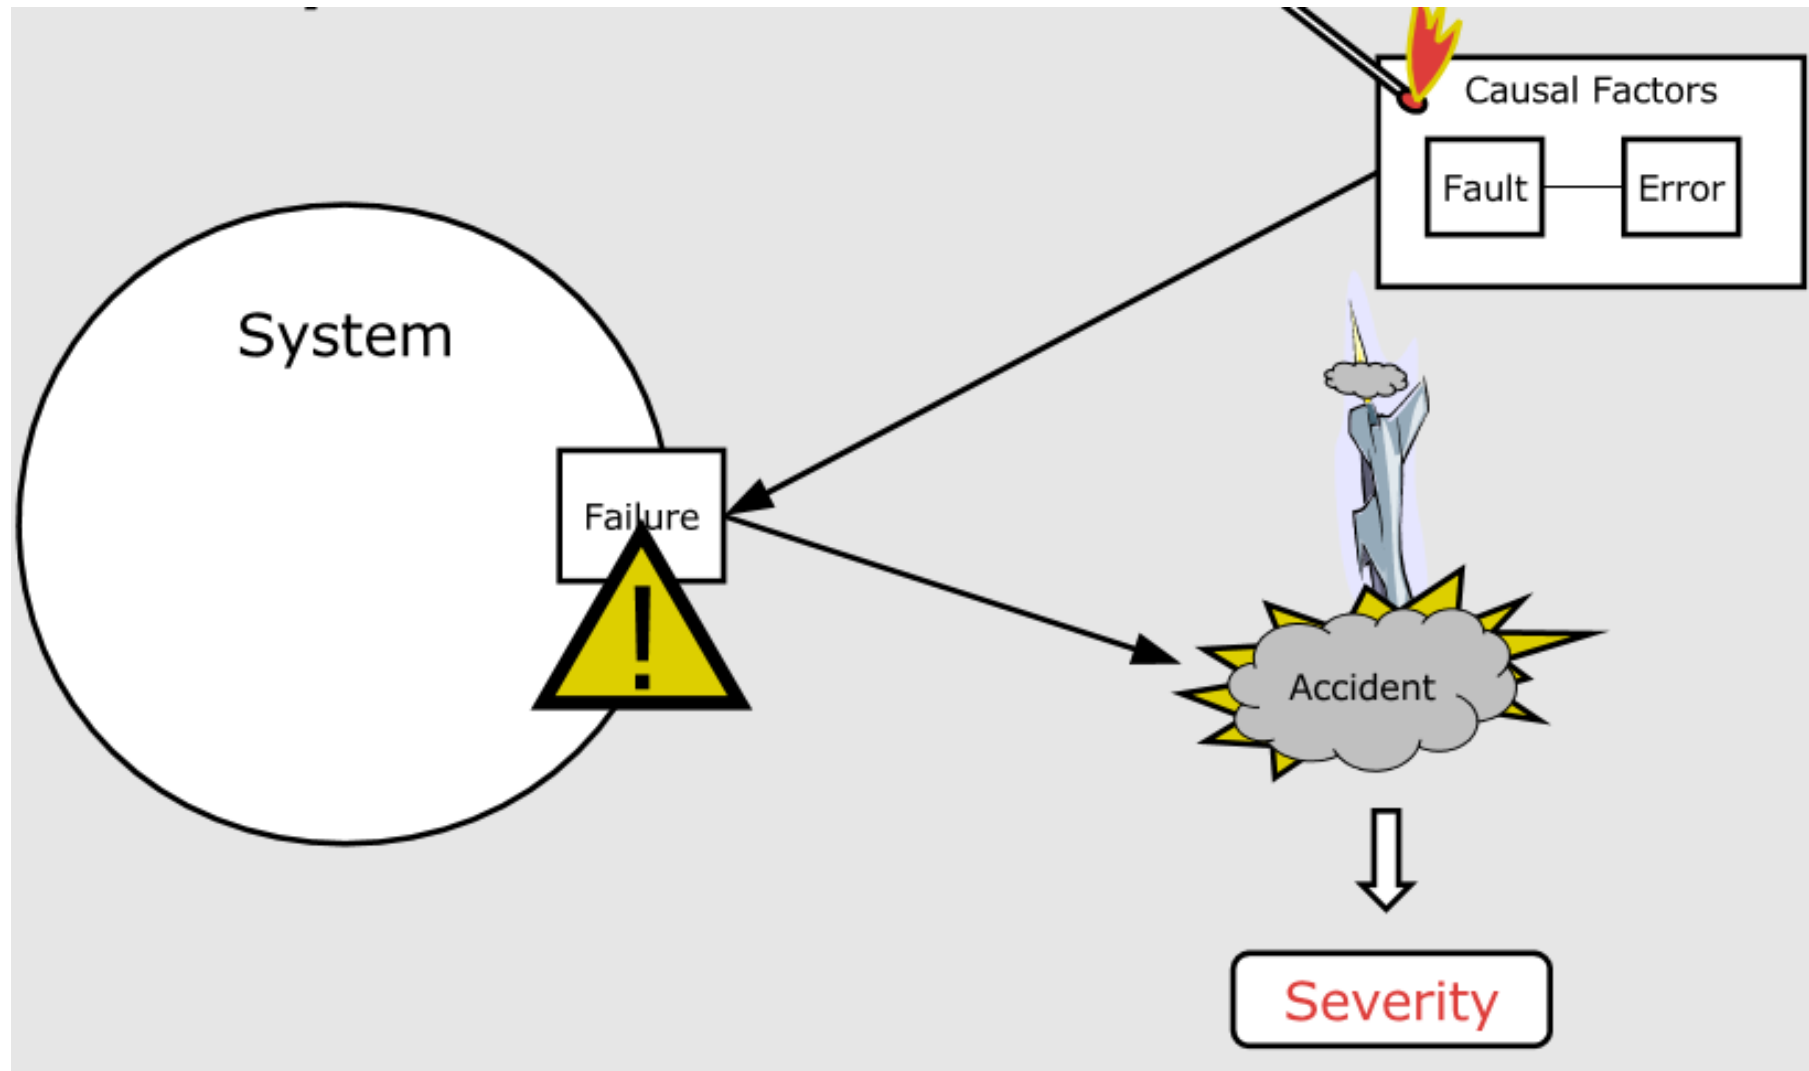 Causal Factors
Fault
Error
System
Failure
!
Accident
Severity